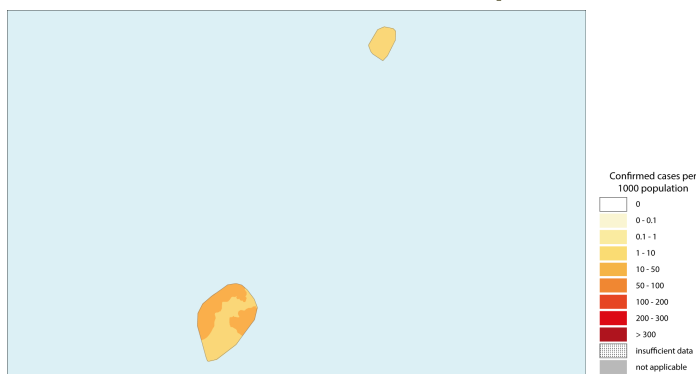 Confirmed cases per
1000 population
0
0 - 0.1
0.1 - 1
1 - 10
10 - 50
50 - 100
100 - 200
200 - 300
> 300
insufficient data
not applicable